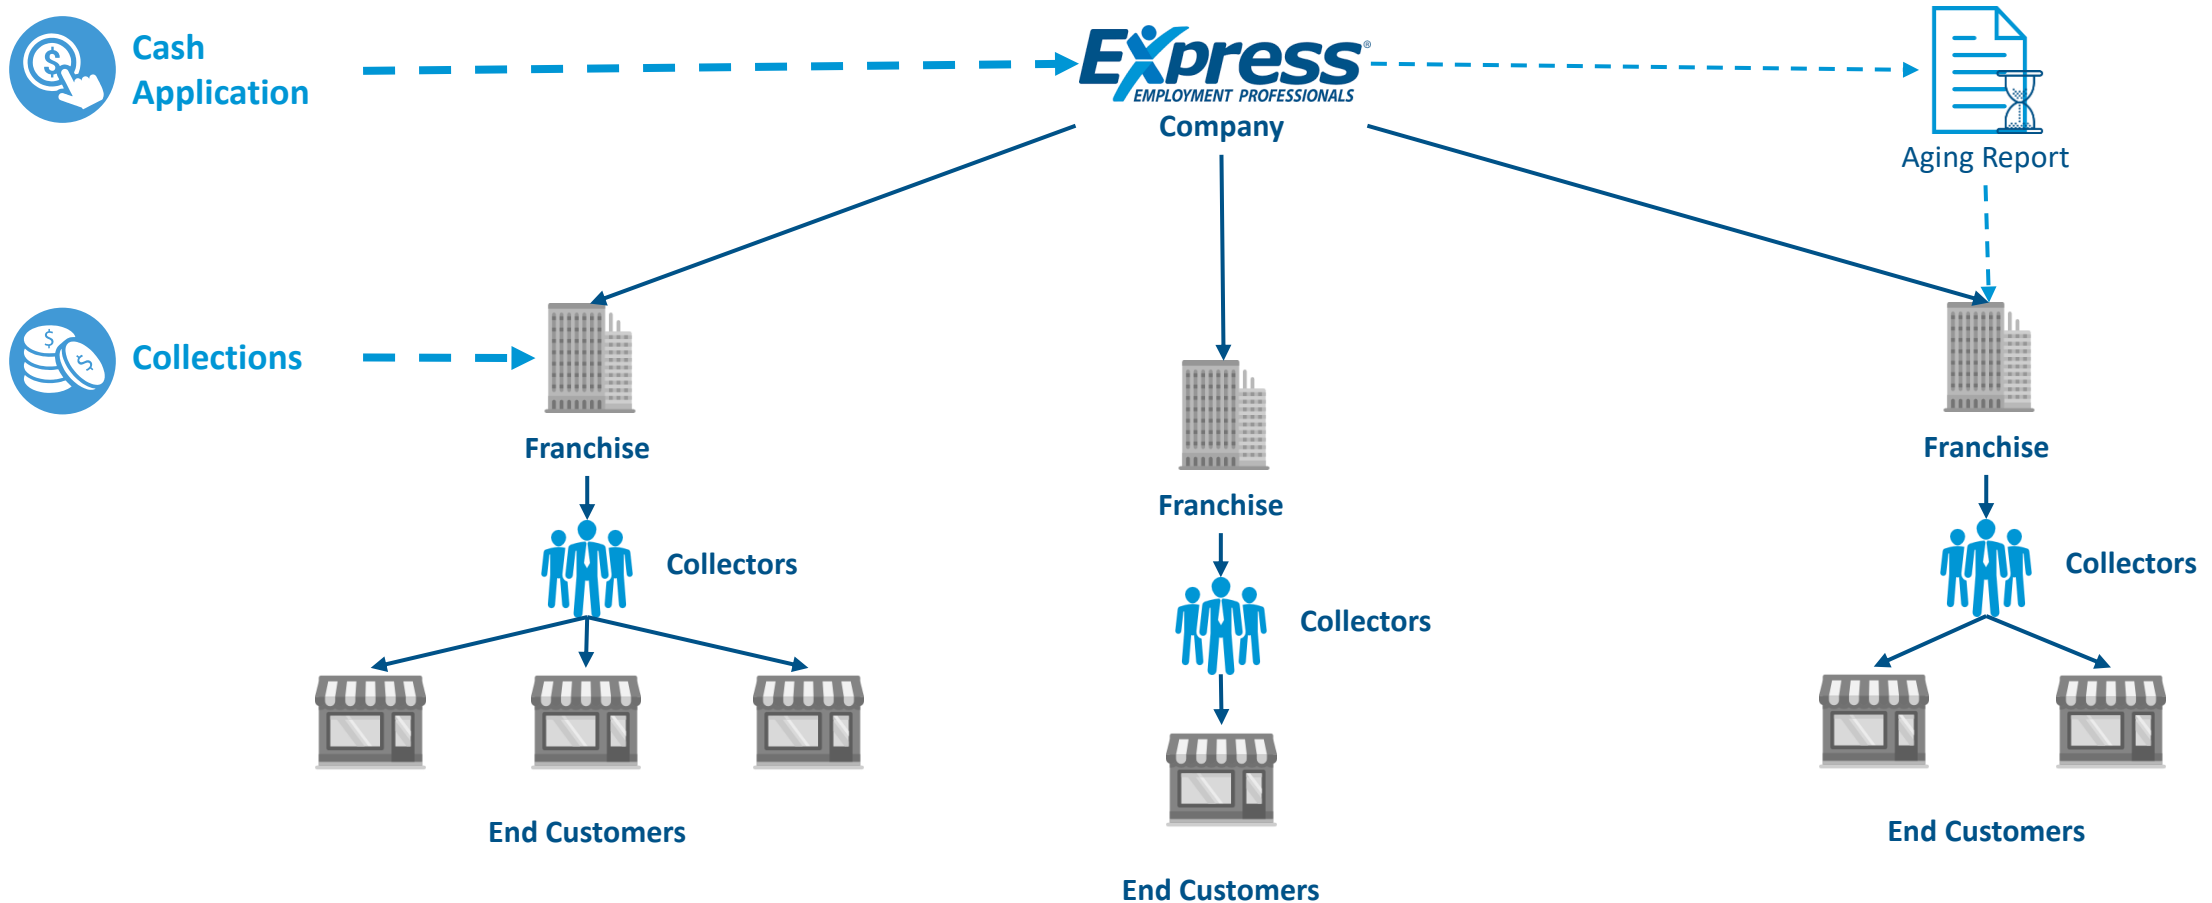 Cash
Application
Express®
EMPLOYMENT PROFESSIONALS
Company
Aging Report
Collections
Franchise
Franchise
Franchise
Collectors
Collectors
Collectors
End Customers
End Customers
End Customers